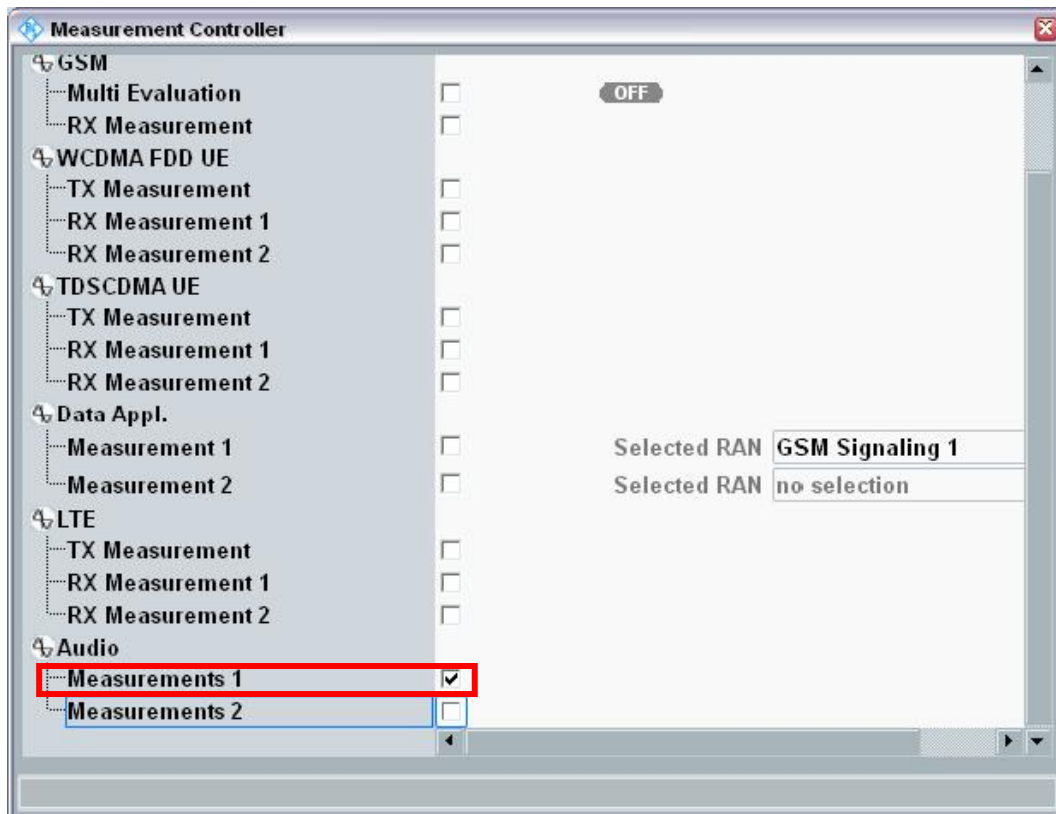 Measurement Controller
GSM
Multi Evaluation OFF
RX Measurement
WCDMA FDD UE
TX Measurement
RX Measurement 1
RX Measurement 2
TDSCDMA UE
TX Measurement
RX Measurement 1
RX Measurement 2
Data Appl.
Measurement 1 Selected RAN GSM Signaling 1
Measurement 2 Selected RAN no selection
LTE
TX Measurement
RX Measurement 1
RX Measurement 2
Audio
Measurements 1
Measurements 2